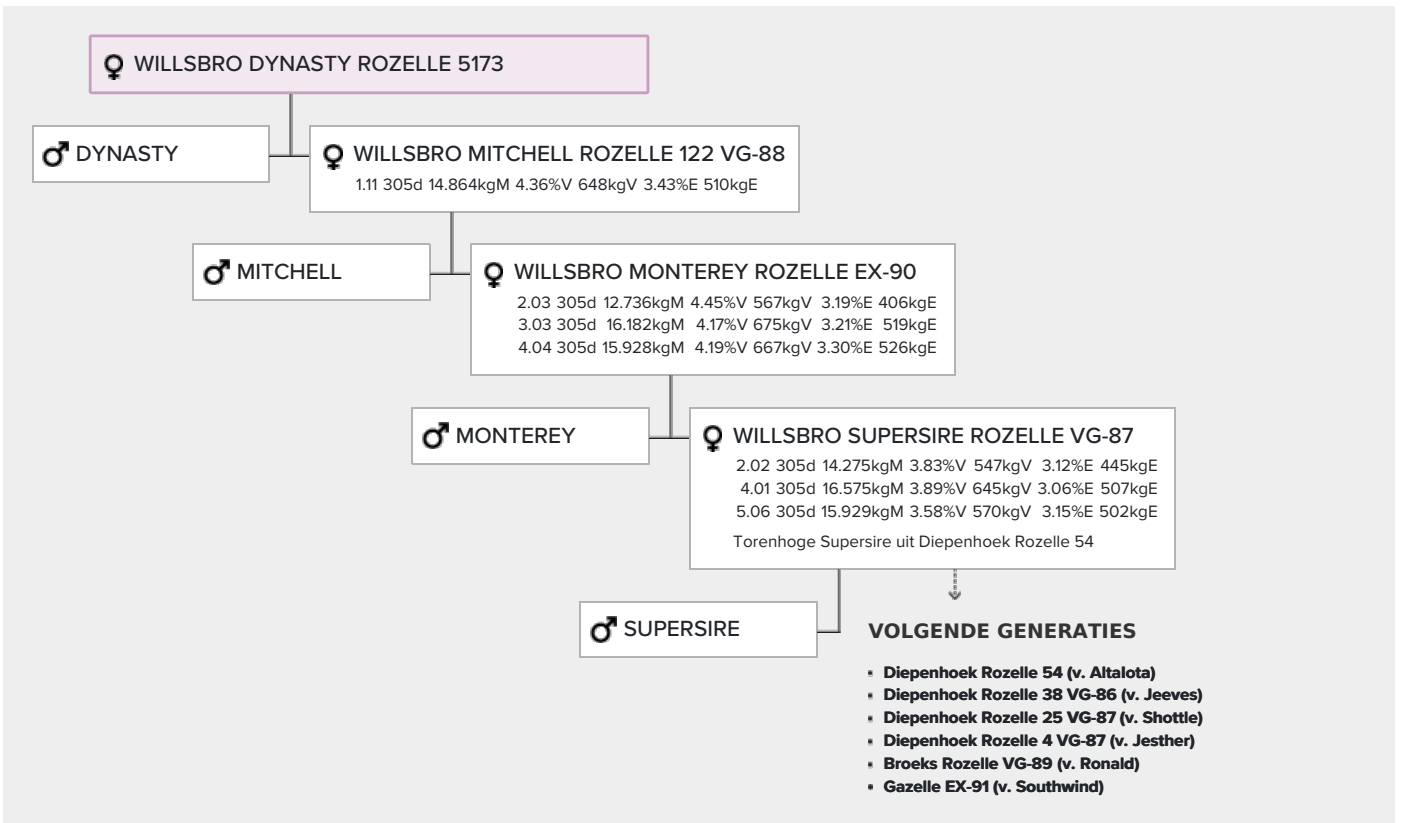 WILLSBRO DYNASTY ROZELLE 5173
DYNASTY
WILLSBRO MITCHELL ROZELLE 122 VG-88
1.11 305d 14.864kgM 4.36%V 648kgV 3.43%E 510kgE
MITCHELL
WILLSBRO MONTEREY ROZELLE EX-90
2.03 305d 12.736kgM 4.45%V 567kgV 3.19%E 406kgE
3.03 305d 16.182kgM 4.17%V 675kgV 3.21%E 519kgE
4.04 305d 15.928kgM 4.19%V 667kgV 3.30%E 526kgE
MONTEREY
WILLSBRO SUPERSIRE ROZELLE VG-87
2.02 305d 14.275kgM 3.83%V 547kgV 3.12%E 445kgE
4.01 305d 16.575kgM 3.89%V 645kgV 3.06%E 507kgE
5.06 305d 15.929kgM 3.58%V 570kgV 3.15%E 502kgE
Torenhoge Supersire uit Diepenhoek Rozelle 54
SUPERSIRE
VOLGENDE GENERATIES
Diepenhoek Rozelle 54 (v. Altalota)
Diepenhoek Rozelle 38 VG-86 (v. Jeeves)
Diepenhoek Rozelle 25 VG-87 (v. Shottle)
Diepenhoek Rozelle 4 VG-87 (v. Jesther)
Broeks Rozelle VG-89 (v. Ronald)
Gazelle EX-91 (v. Southwind)